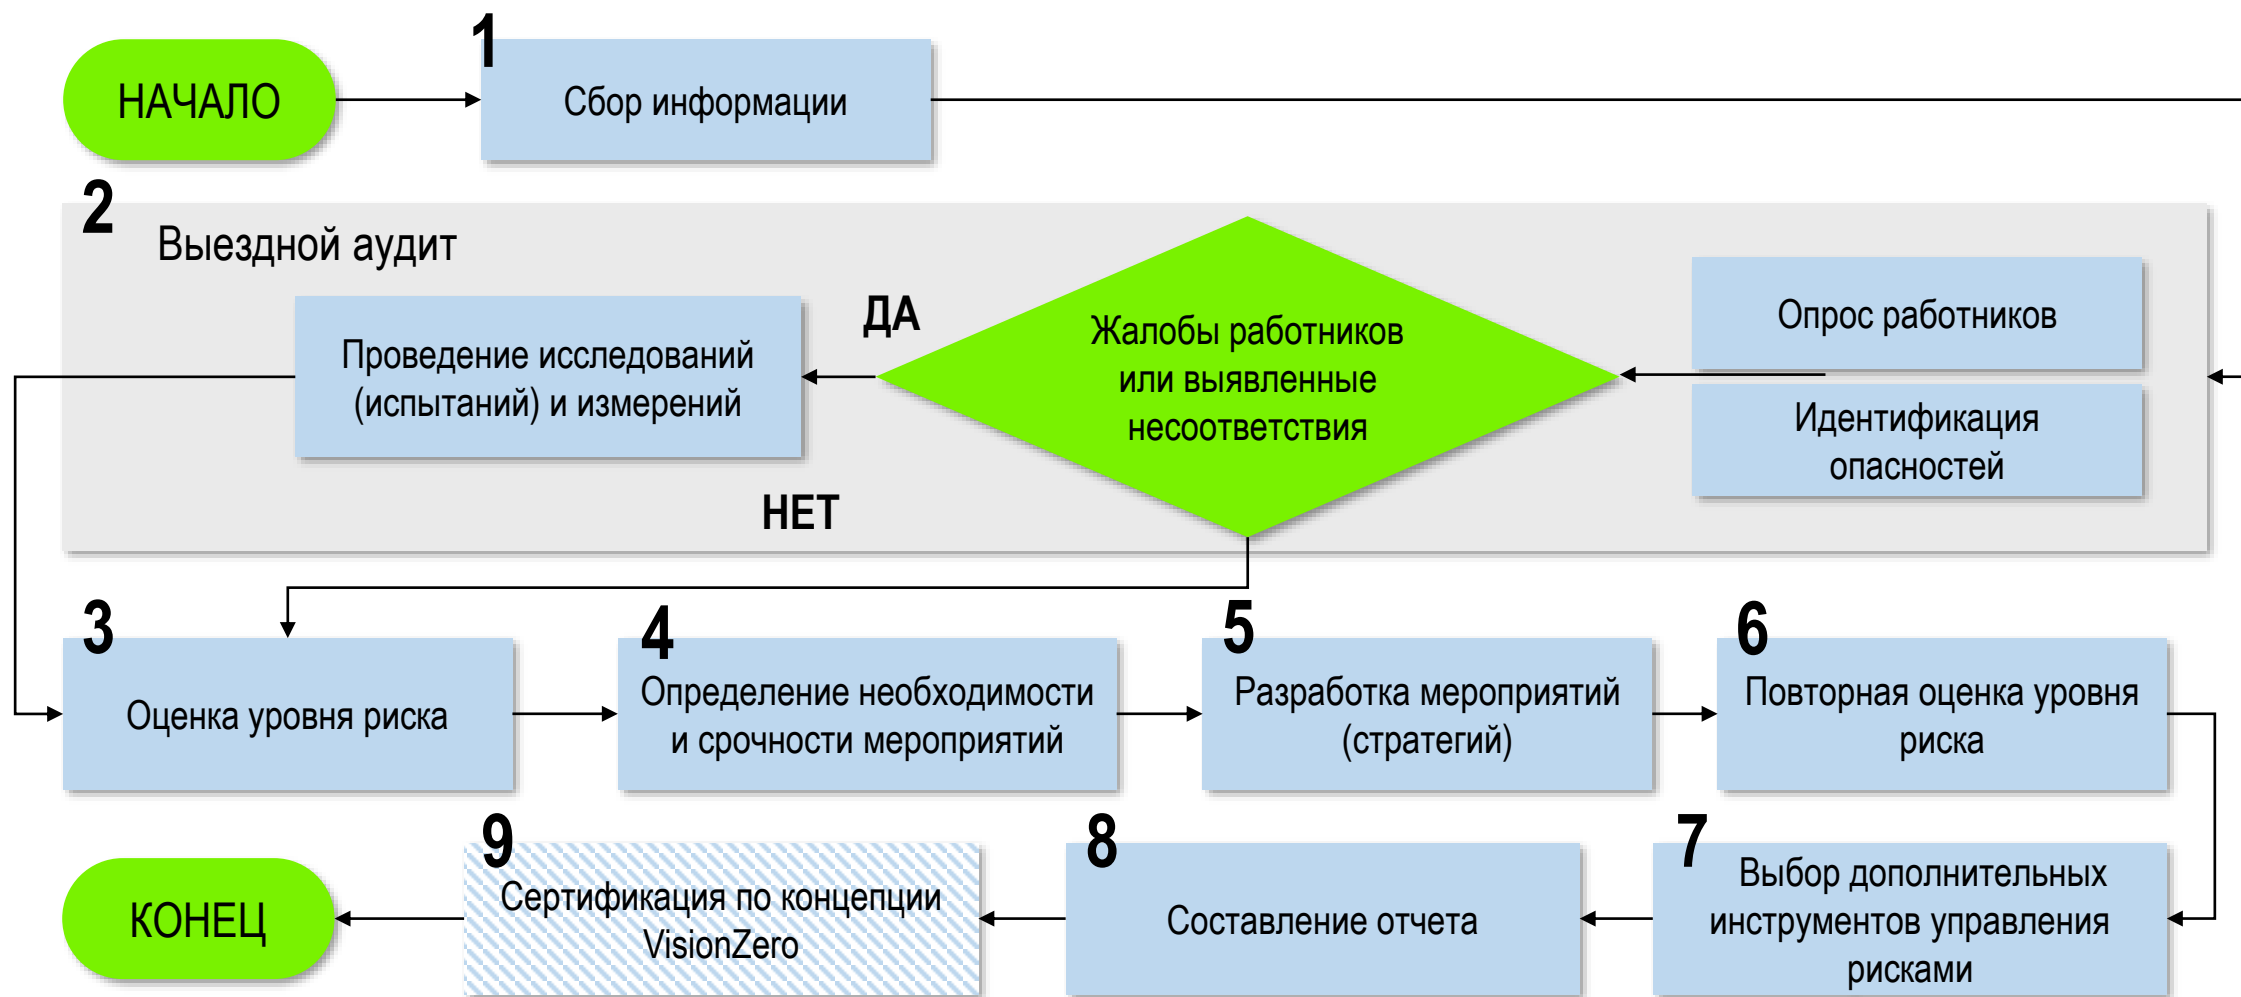 НАЧАЛО
1
Сбор информации
2
Выездной аудит
Проведение исследований
(испытаний) и измерений
ДА
Жалобы работников
или выявленные
несоответствия
Опрос работников
Идентификация
опасностей
НЕТ
3
Оценка уровня риска
4
Определение необходимости
и срочности мероприятий
5
Разработка мероприятий
(стратегий)
6
Повторная оценка уровня
риска
7
Выбор дополнительных
инструментов управления
рисками
8
Составление отчета
9
Сертификация по концепции
VisionZero
КОНЕЦ